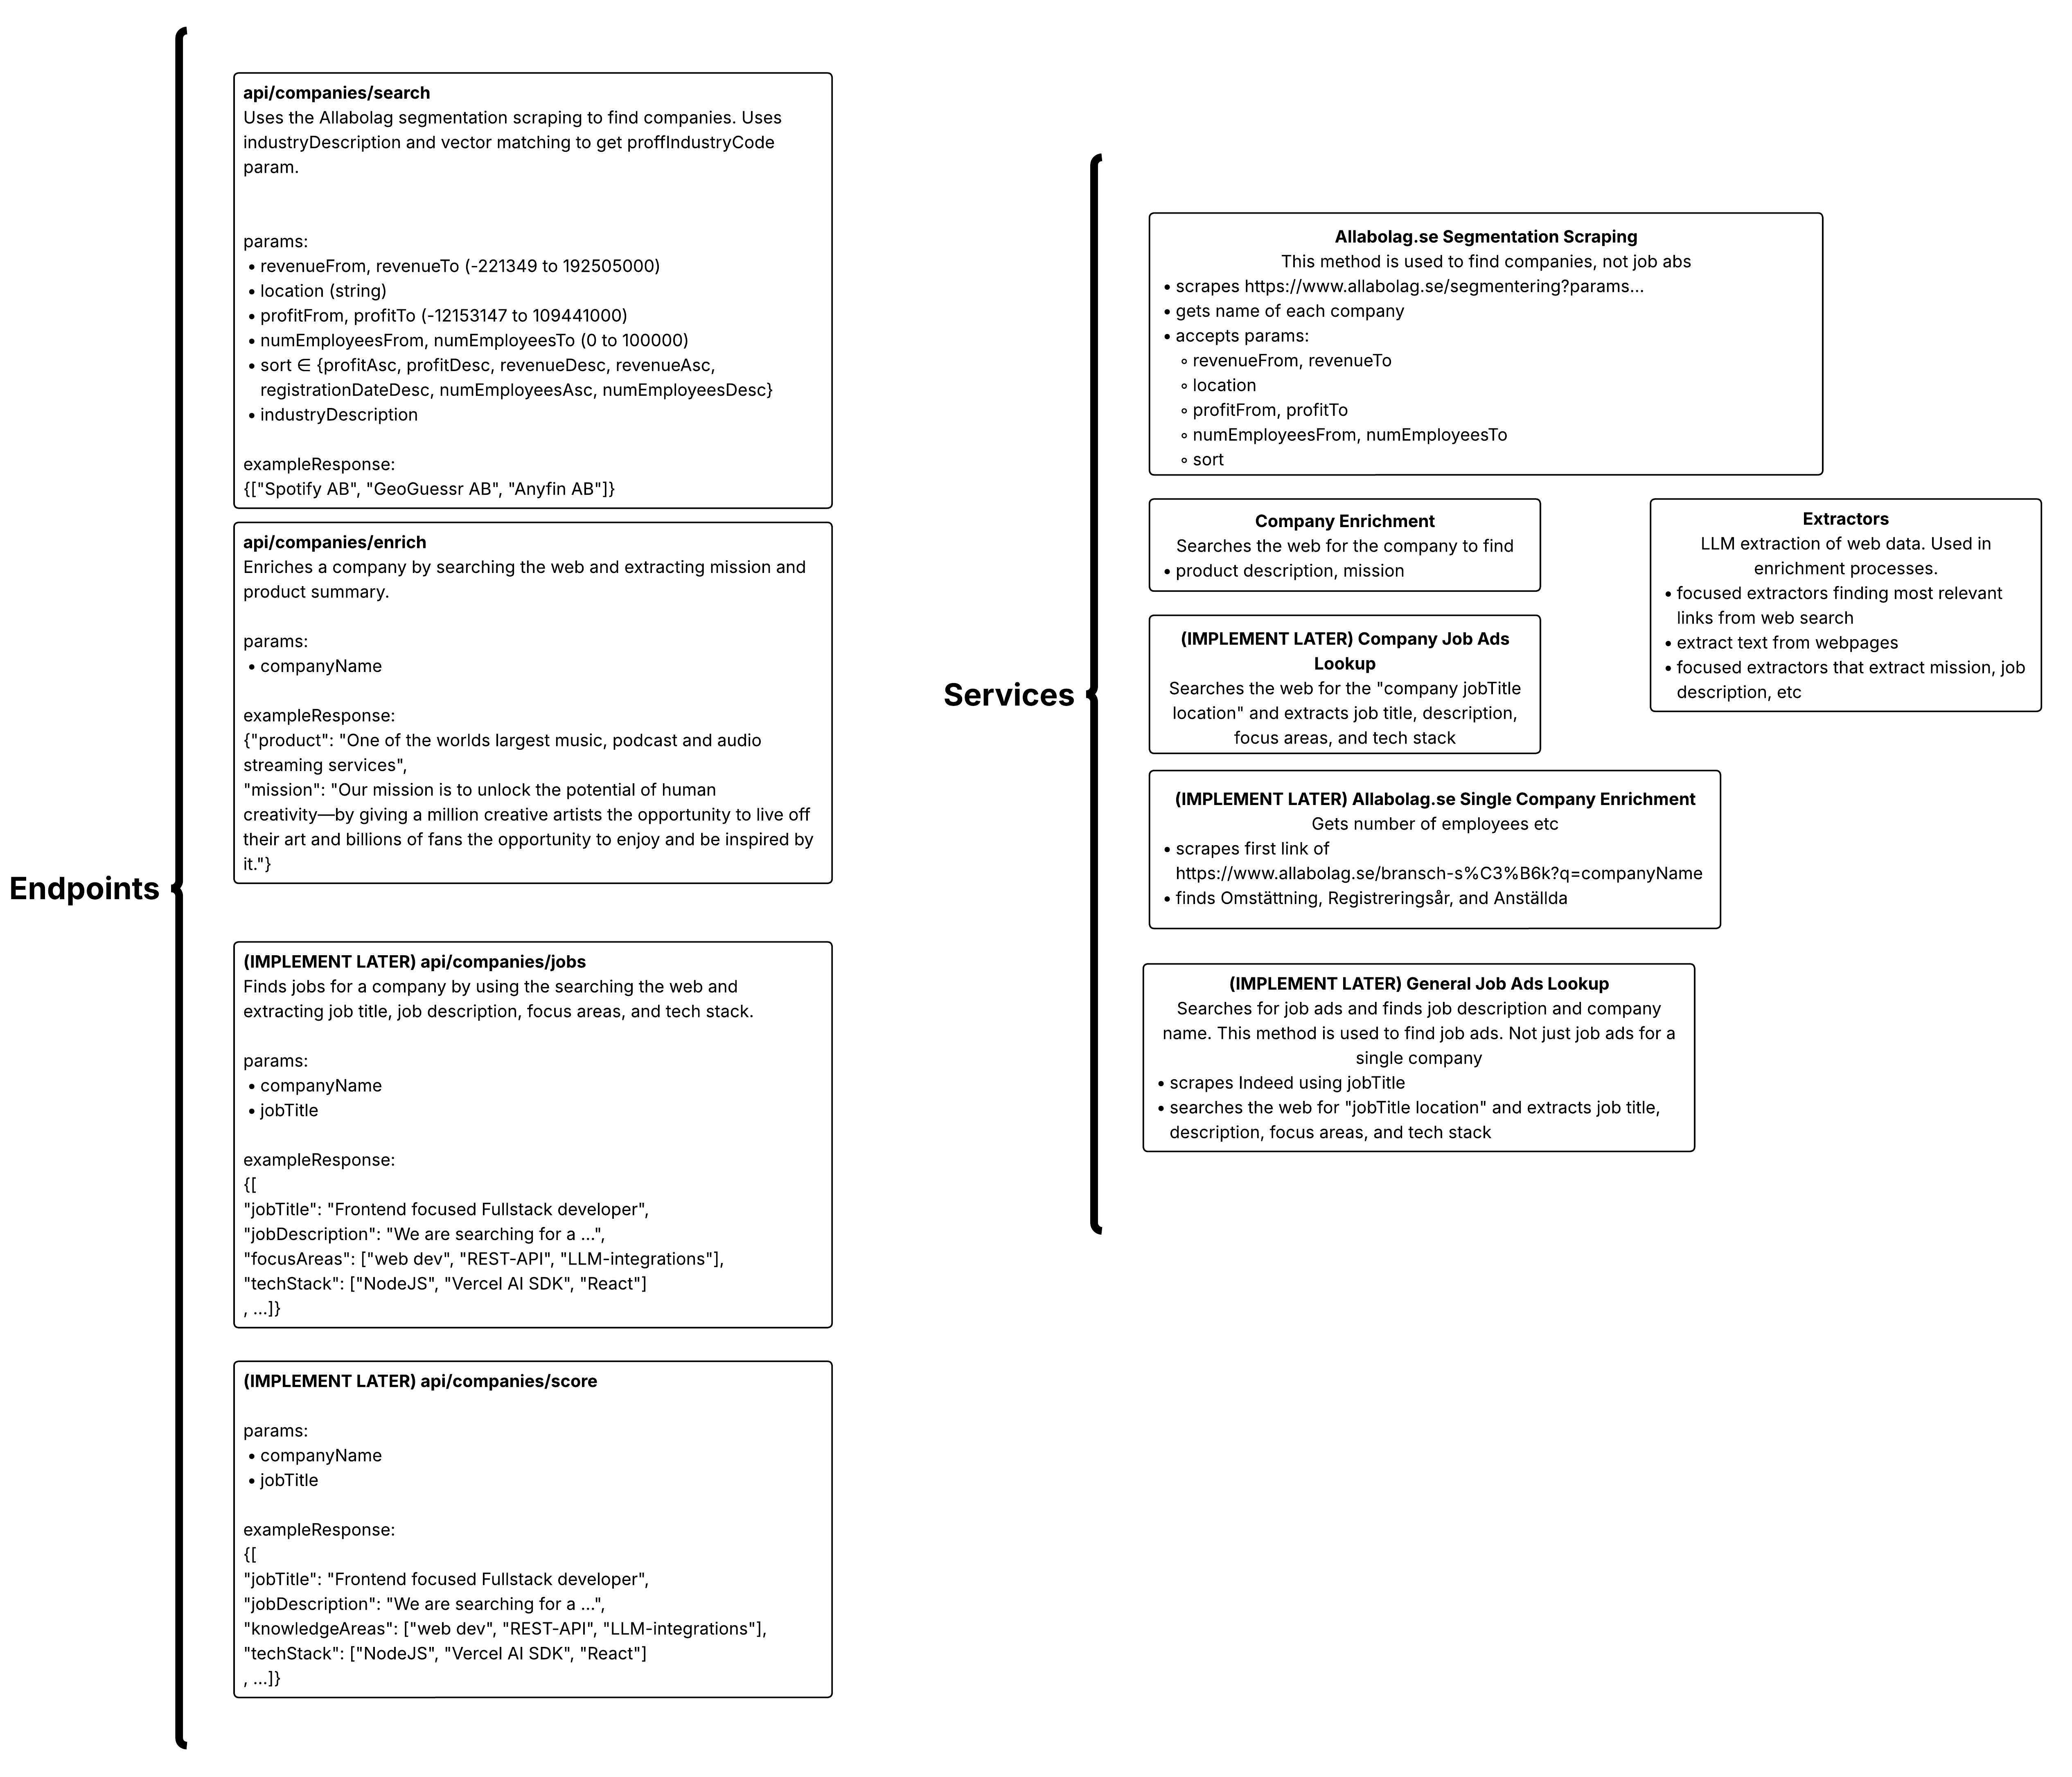 Endpoints
api/companies/search
Uses the Allabolag segmentation scraping to find companies. Uses
industryDescription and vector matching to get proffIndustryCode
param.
params:
• revenueFrom, revenueTo (-221349 to 192505000)
• location (string)
• profitFrom, profitTo (-12153147 to 109441000)
• numEmployeesFrom, numEmployeesTo (0 to 100000)
• sort ∈ {profitAsc, profitDesc, revenueDesc, revenueAsc,
registrationDateDesc, numEmployeesAsc, numEmployeesDesc}
• industryDescription
exampleResponse:
{["Spotify AB", "GeoGuessr AB", "Anyfin AB"]}
api/companies/enrich
Enriches a company by searching the web and extracting mission and
product summary.
params:
• companyName
exampleResponse:
{"product": "One of the worlds largest music, podcast and audio
streaming services",
"mission": "Our mission is to unlock the potential of human
creativity—by giving a million creative artists the opportunity to live off
their art and billions of fans the opportunity to enjoy and be inspired by
it."}
(IMPLEMENT LATER) api/companies/jobs
Finds jobs for a company by using the searching the web and
extracting job title, job description, focus areas, and tech stack.
params:
• companyName
• jobTitle
exampleResponse:
{[
"jobTitle": "Frontend focused Fullstack developer",
"jobDescription": "We are searching for a ...",
"focusAreas": ["web dev", "REST-API", "LLM-integrations"],
"techStack": ["NodeJS", "Vercel AI SDK", "React"]
, ...]}
(IMPLEMENT LATER) api/companies/score
params:
• companyName
• jobTitle
exampleResponse:
{[
"jobTitle": "Frontend focused Fullstack developer",
"jobDescription": "We are searching for a ...",
"knowledgeAreas": ["web dev", "REST-API", "LLM-integrations"],
"techStack": ["NodeJS", "Vercel AI SDK", "React"]
, ...]}
Services
Allabolag.se Segmentation Scraping
This method is used to find companies, not job abs
• scrapes https://www.allabolag.se/segmentering?params...
• gets name of each company
• accepts params:
◦ revenueFrom, revenueTo
◦ location
◦ profitFrom, profitTo
◦ numEmployeesFrom, numEmployeesTo
◦ sort
Company Enrichment
Searches the web for the company to find
• product description, mission
Extractors
LLM extraction of web data. Used in
enrichment processes.
• focused extractors finding most relevant
links from web search
• extract text from webpages
• focused extractors that extract mission, job
description, etc
(IMPLEMENT LATER) Company Job Ads
Lookup
Searches the web for the "company jobTitle
location" and extracts job title, description,
focus areas, and tech stack
(IMPLEMENT LATER) Allabolag.se Single Company Enrichment
Gets number of employees etc
• scrapes first link of
https://www.allabolag.se/bransch-s%C3%B6k?q=companyName
• finds Omstättning, Registreringsår, and Anställda
(IMPLEMENT LATER) General Job Ads Lookup
Searches for job ads and finds job description and company
name. This method is used to find job ads. Not just job ads for a
single company
• scrapes Indeed using jobTitle
• searches the web for "jobTitle location" and extracts job title,
description, focus areas, and tech stack